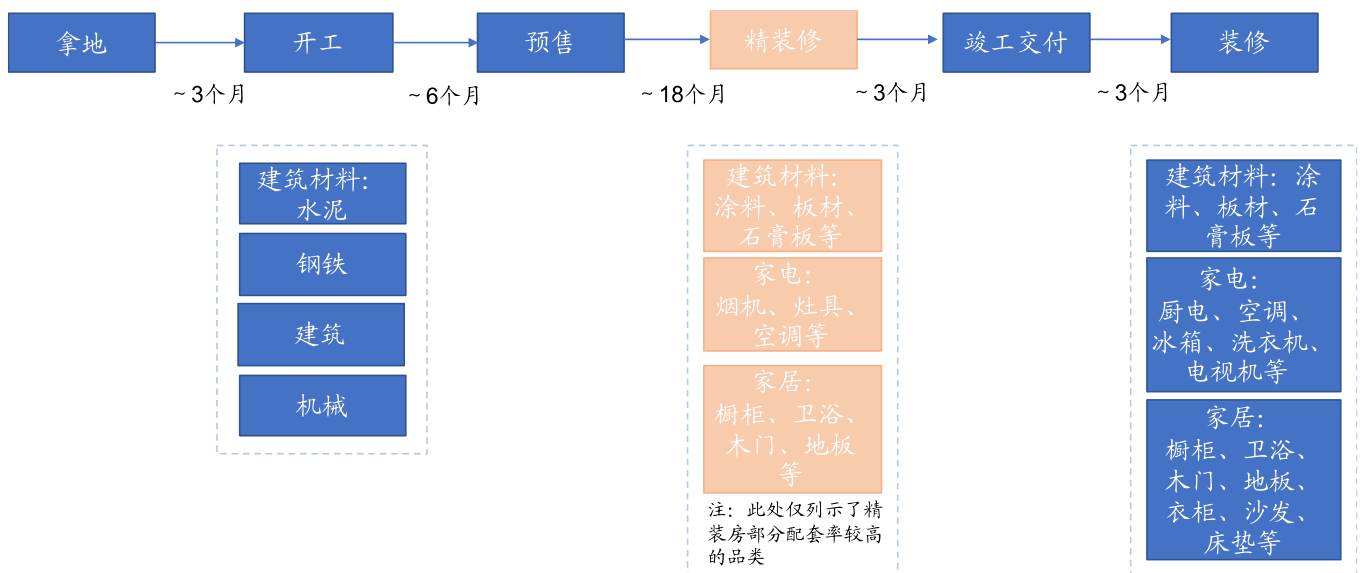 拿地
开工
预售
精装修
竣工交付
装修
~3个月
~6个月
~18个月
~3个月
~3个月
建筑材料：
水泥
钢铁
建筑
机械
建筑材料：
涂料、板材、
石膏板等
家电：
烟机、灶具、
空调等
家居：
橱柜、卫浴、
木门、地板
等
注：此处仅列示了精
装房部分配套率较高
的品类
建筑材料：涂
料、板材、石
膏板等
家电：
厨电、空调、
冰箱、洗衣机、
电视机等
家居：
橱柜、卫浴、
木门、地板、
衣柜、沙发、
床垫等